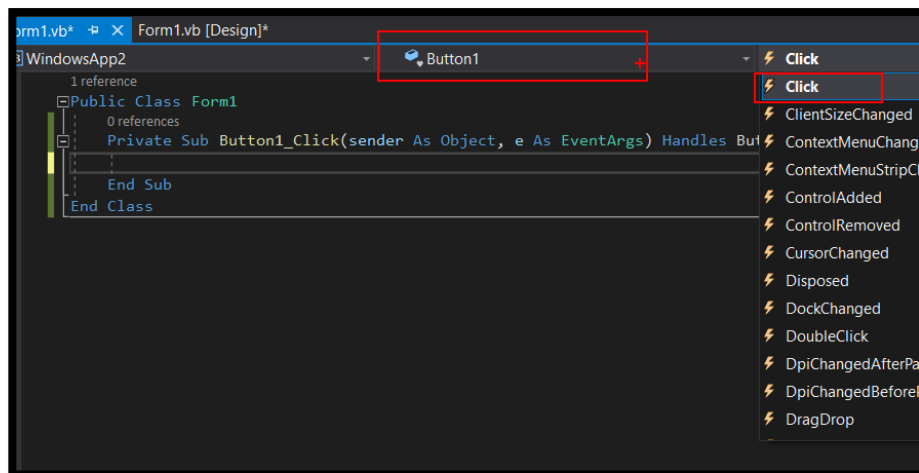 orm1.vb* Form1.vb [Design]*
WindowsApp2 Button1 Click
1 reference
Public Class Form1
0 references
Private Sub Button1_Click(sender As Object, e As EventArgs) Handles But
End Sub
End Class
Click
ClientSizeChanged
ContextMenuChang
ContextMenuStripC
ControlAdded
ControlRemoved
CursorChanged
Disposed
DockChanged
DoubleClick
DpiChangedAfterPa
DpiChangedBefore
DragDrop